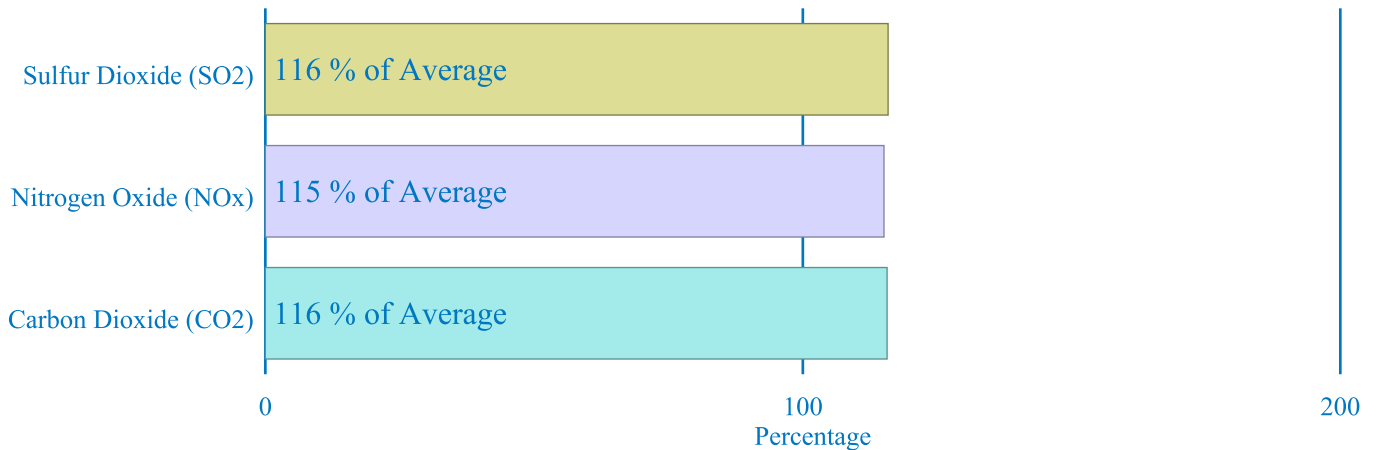 Sulfur Dioxide (SO2) 116 % of Average
Nitrogen Oxide (NOx) 115 % of Average
Carbon Dioxide (CO2) 116 % of Average
0 100 200
Percentage